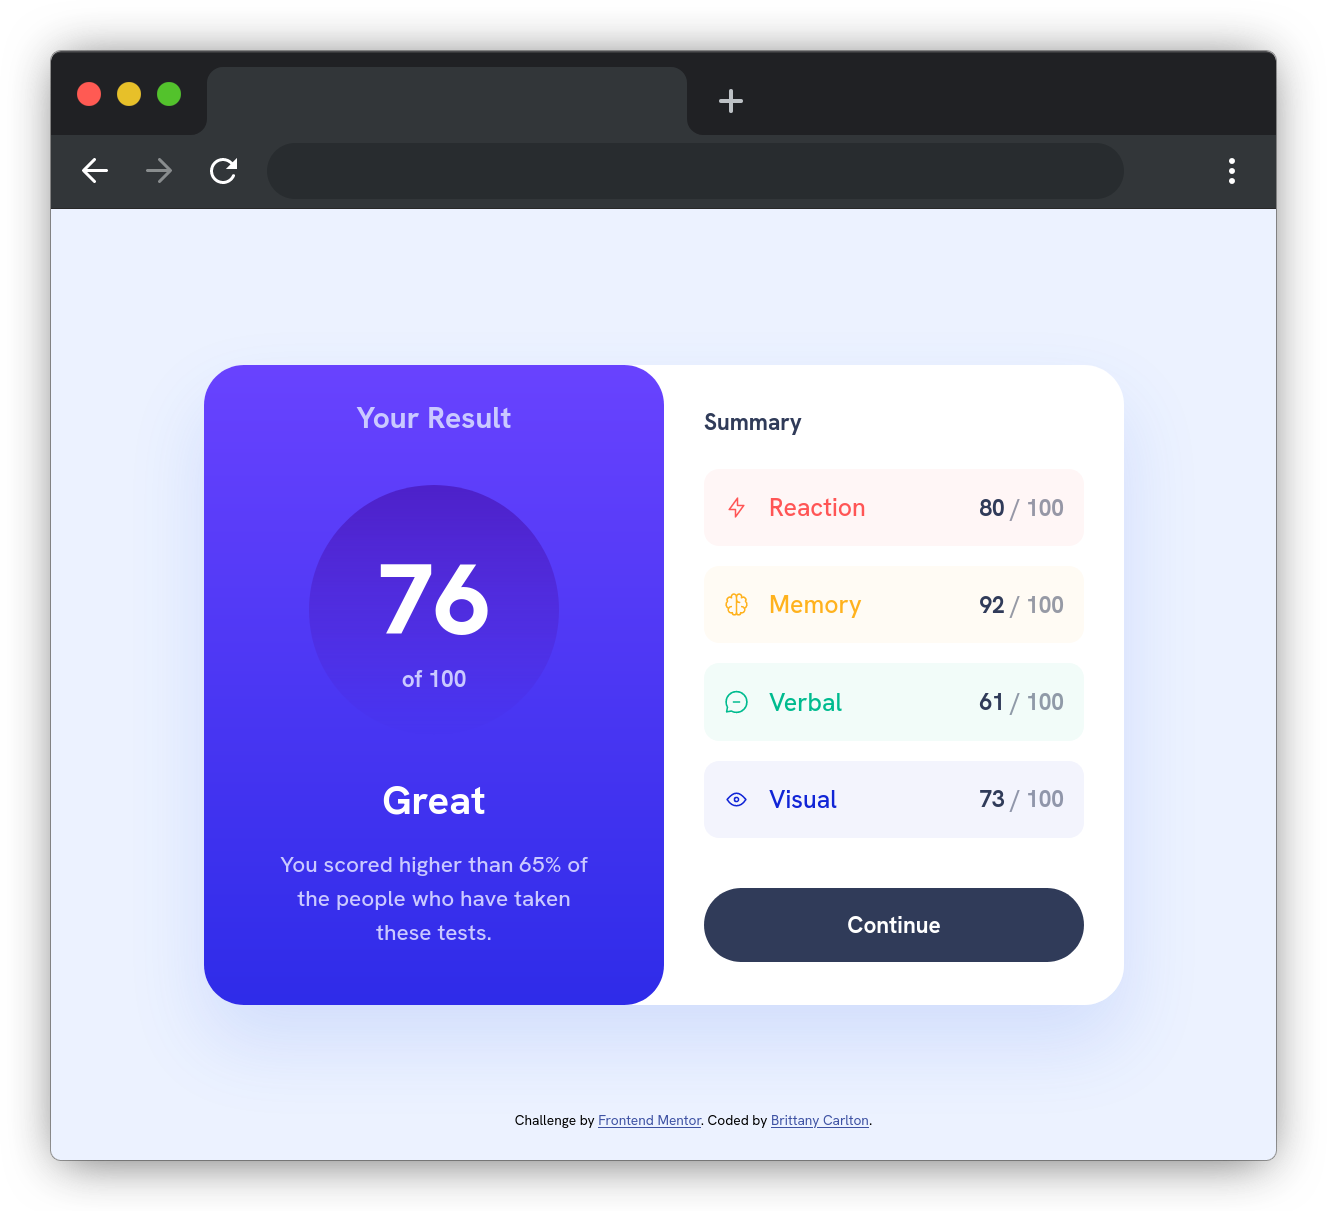 Your Result
76
of 100
Great
You scored higher than 65% of
the people who have taken
these tests.
Summary
Reaction 80 / 100
Memory 92 / 100
Verbal 61 / 100
Visual 73 / 100
Continue
Challenge by Frontend Mentor. Coded by Brittany Carlton.